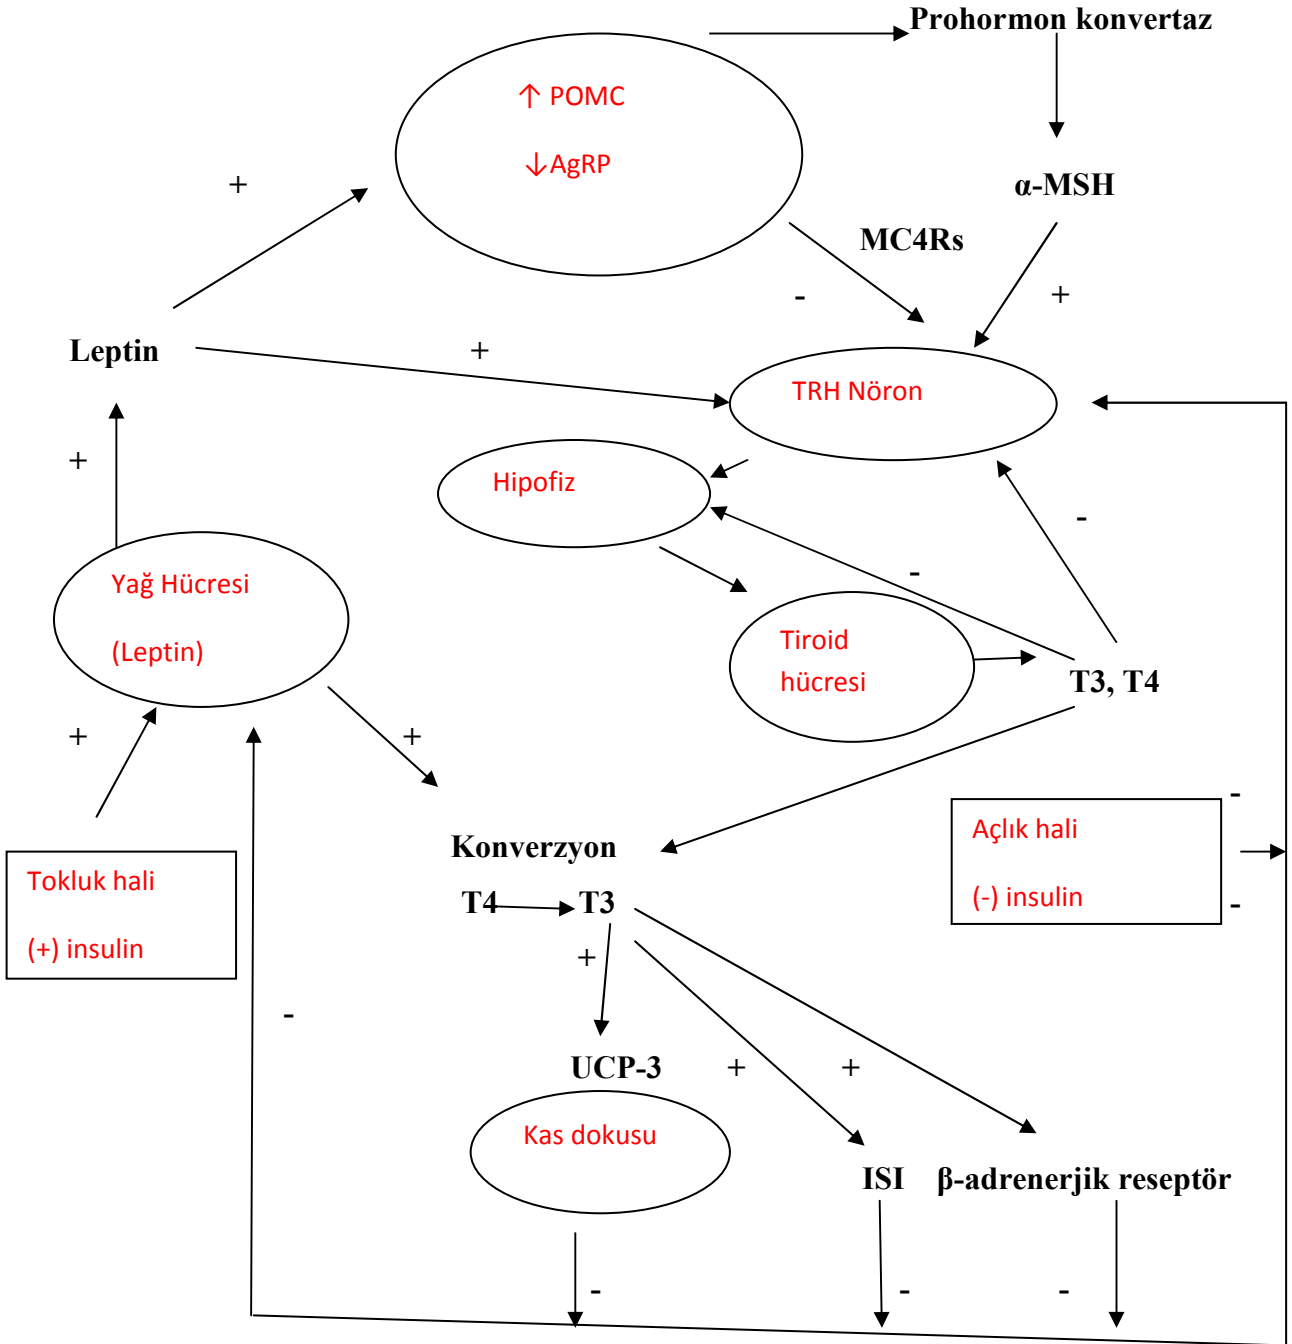 Prohormon konvertaz
↑ POMC
↓AgRP
+
α-MSH
MC4Rs
-
+
Leptin
+
TRH Nöron
+
Hipofiz
-
-
Yağ Hücresi
(Leptin)
Tiroid
hücresi
T3, T4
+
+
-
Konverzyon
Açlık hali
Tokluk hali
T4
T3
(-) insulin
-
(+) insulin
+
-
UCP-3
+
+
Kas dokusu
ISI
β-adrenerjik reseptör
-
-
-